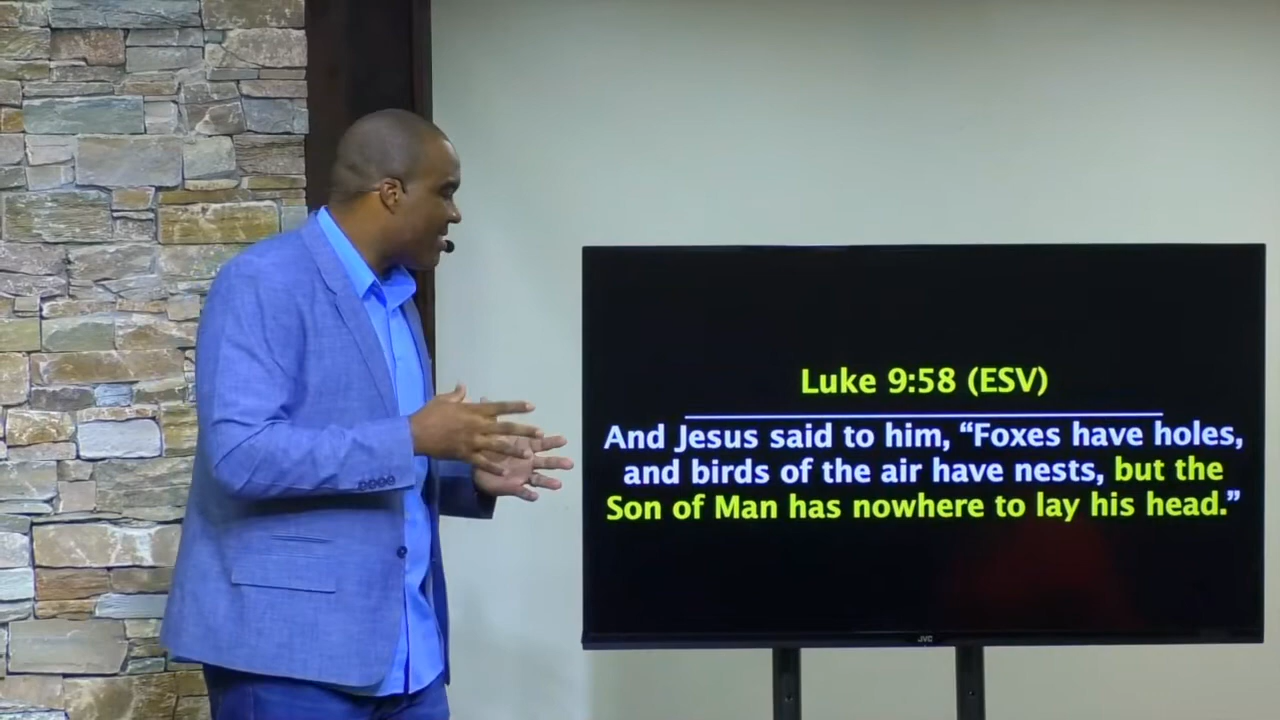 Luke 9:58 (ESV)
And Jesus said to him, “Foxes have holes,
and birds of the air have nests, but the
Son of Man has nowhere to lay his head.”
JVC